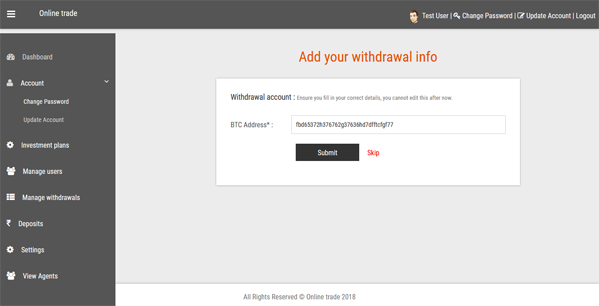 Online trade
Test User | Change Password | Update Account | Logout
Dashboard
Account
Change Password
Update Account
Investment plans
Manage users
Manage withdrawals
Deposits
Settings
View Agents
Add your withdrawal info
Withdrawal account : Ensure you fill in your correct details, you cannot edit this after now.
BTC Address* : fbd65372h376762g37636hd7dfftcfgf77
Submit Skip
All Rights Reserved © Online trade 2018